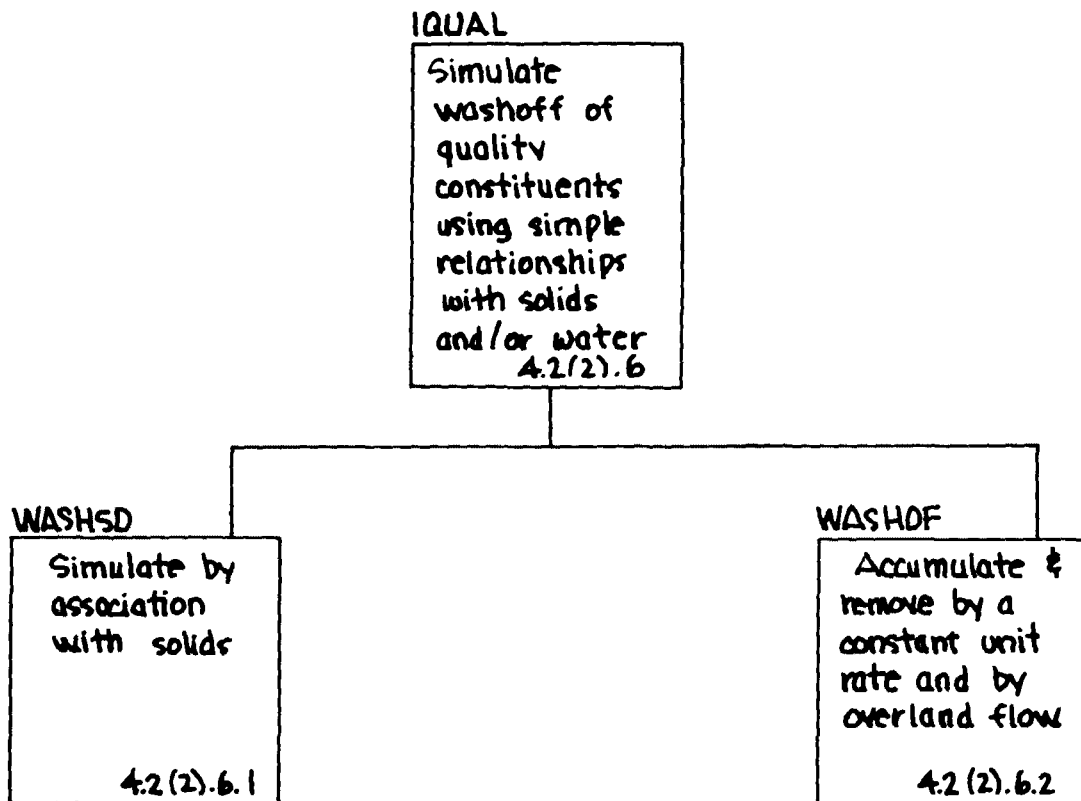 IQUAL
Simulate
washoff of
quality
constituents
using simple
relationships
with solids
and/or water
4.2(2).6
WASHSD
Simulate by
association
with solids
4.2(2).6.1
WASHOF
Accumulate &
remove by a
constant unit
rate and by
overland flow
4.2(2).6.2